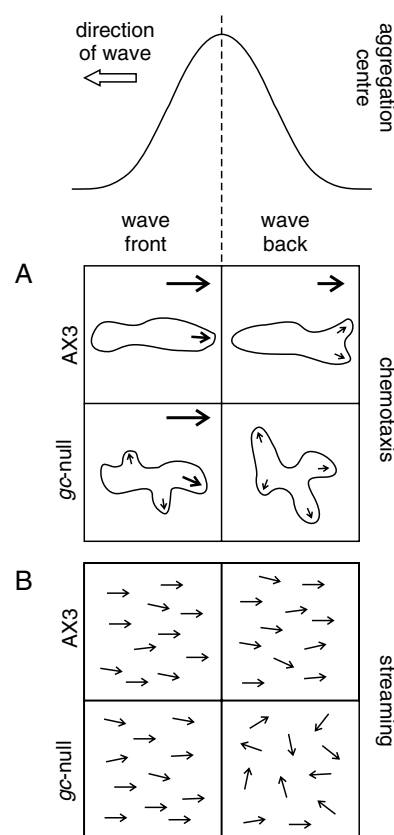 direction
of wave
aggregation
centre
wave
front
wave
back
A
AX3
gc-null
chemotaxis
B
AX3
gc-null
streaming